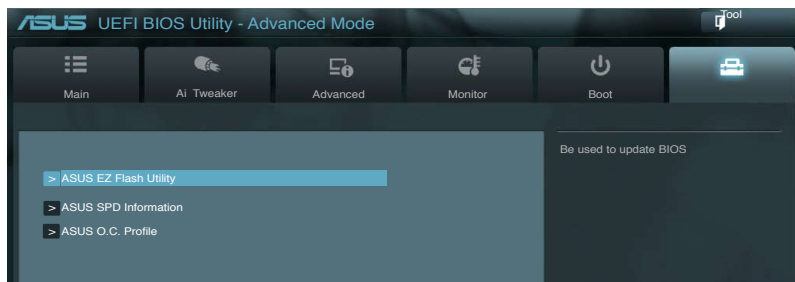 ASUS UEFI BIOS Utility - Advanced Mode
Tool
Main
Ai Tweaker
Advanced
Monitor
Boot
Be used to update BIOS
> ASUS EZ Flash Utility
> ASUS SPD Information
> ASUS O.C. Profile